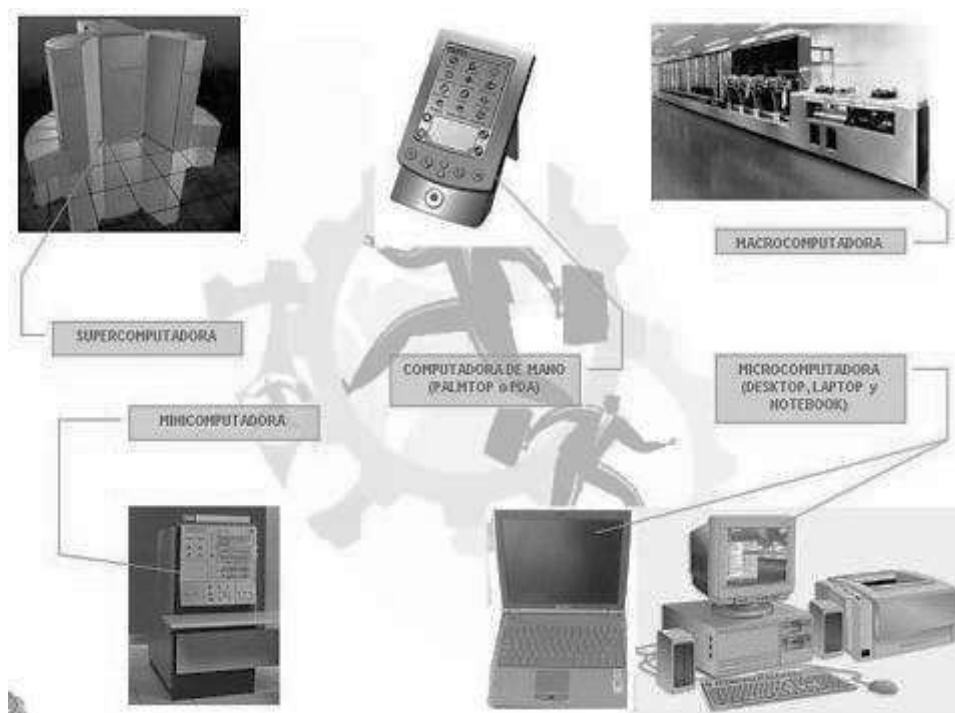 MACROCOMPUTADORA
SUPERCOMPUTADORA
COMPUTADORA DE MANO
(PALMTOP o PDA)
MICROCOMPUTADORA
(DESKTOP, LAPTOP y
NOTEBOOK)
MINICOMPUTADORA